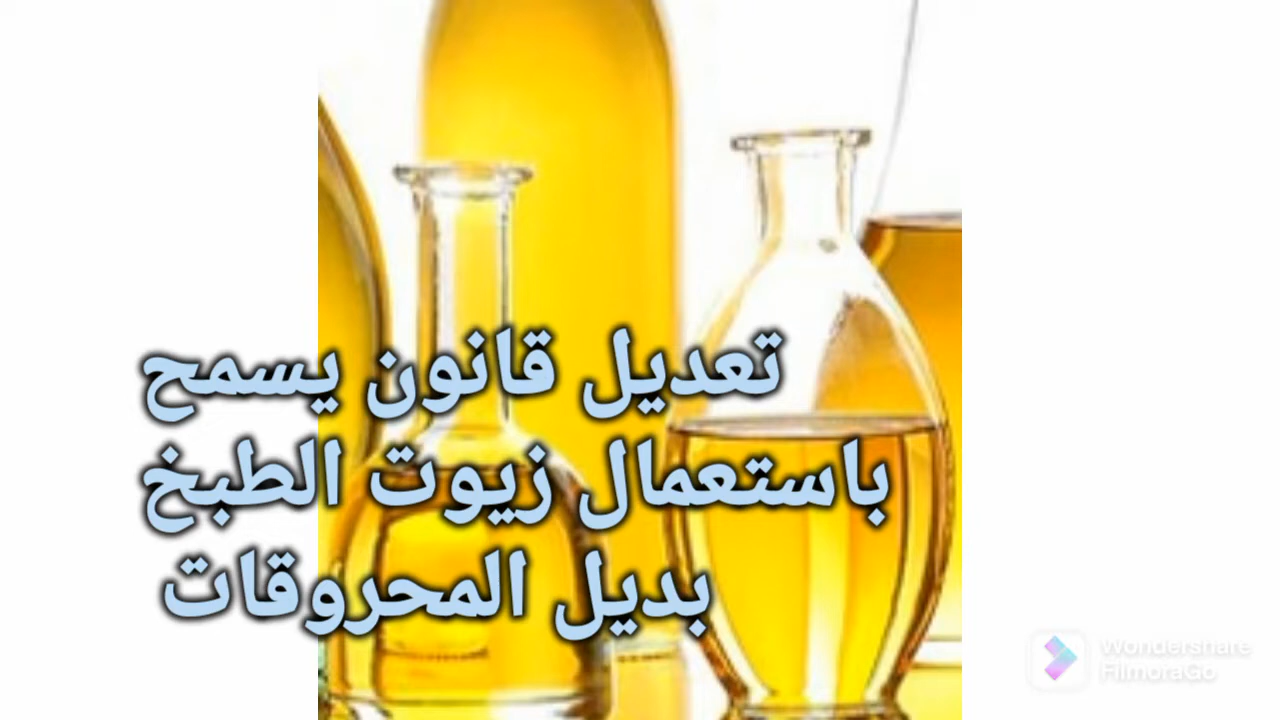 تعديل قانون يسمح
باستعمال زيوت الطبخ
بديل المحروقات
Wondershare
FilmoraGo